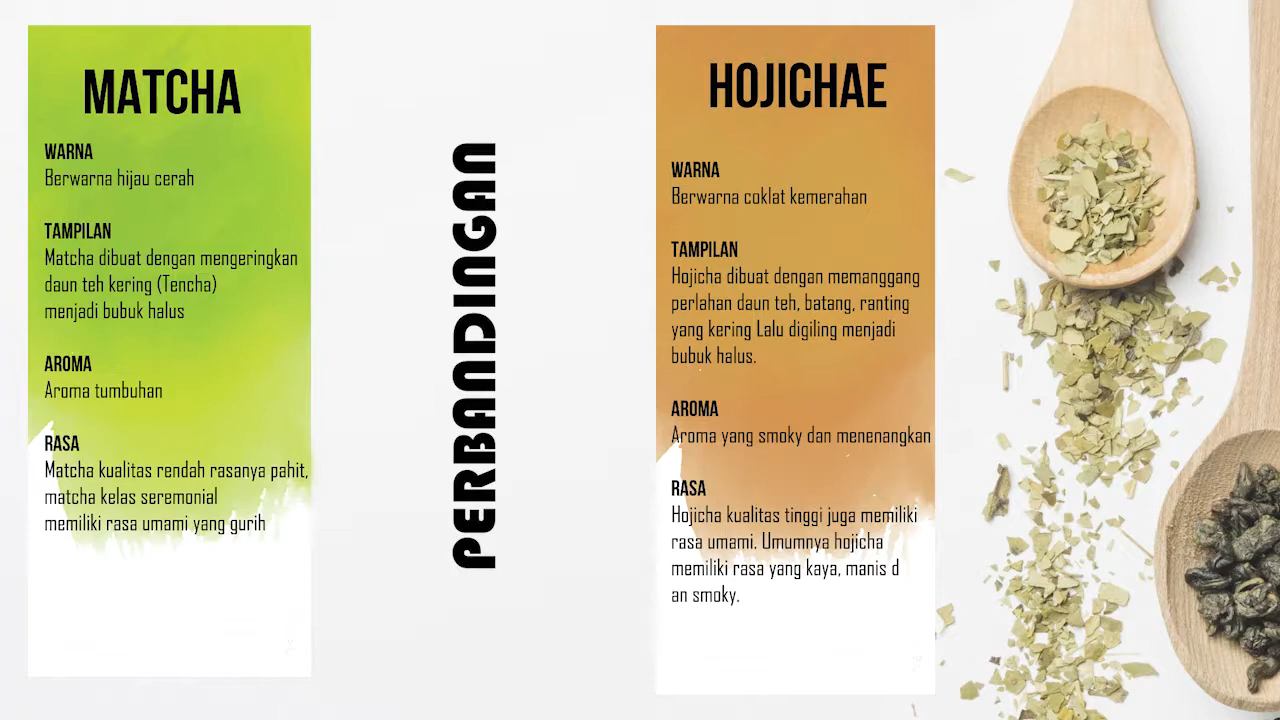 MATCHA
WARNA
Berwarna hijau cerah
TAMPILAN
Matcha dibuat dengan mengeringkan
daun teh kering (Tencha)
menjadi bubuk halus
AROMA
Aroma tumbuhan
RASA
Matcha kualitas rendah rasanya pahit,
matcha kelas seremonial
memiliki rasa umami yang gurih
PERBANDINGAN
HOJICHAE
WARNA
Berwarna coklat kemerahan
TAMPILAN
Hojicha dibuat dengan memanggang
perlahan daun teh, batang, ranting
yang kering Lalu digiling menjadi
bubuk halus.
AROMA
Aroma yang smoky dan menenangkan
RASA
Hojicha kualitas tinggi juga memiliki
rasa umami. Umumnya hojicha
memiliki rasa yang kaya, manis d
an smoky.